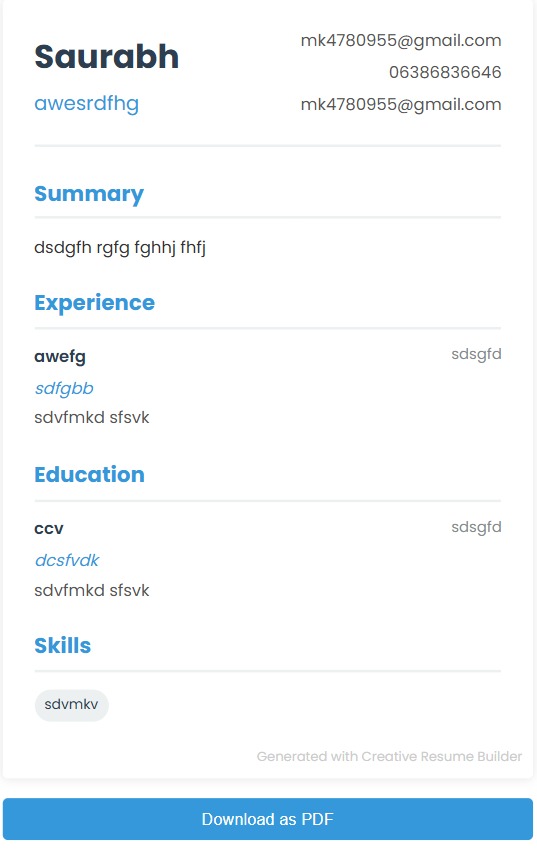 Saurabh
awesrdfhg
mk4780955@gmail.com
06386836646
mk4780955@gmail.com
Summary
dsdgfh rgfg fghhj fhfj
Experience
awefg sdsgfd
sdfgbb
sdvfmkd sfsvk
Education
ccv sdsgfd
dcsfvdk
sdvfmkd sfsvk
Skills
sdvmkv
Generated with Creative Resume Builder
Download as PDF